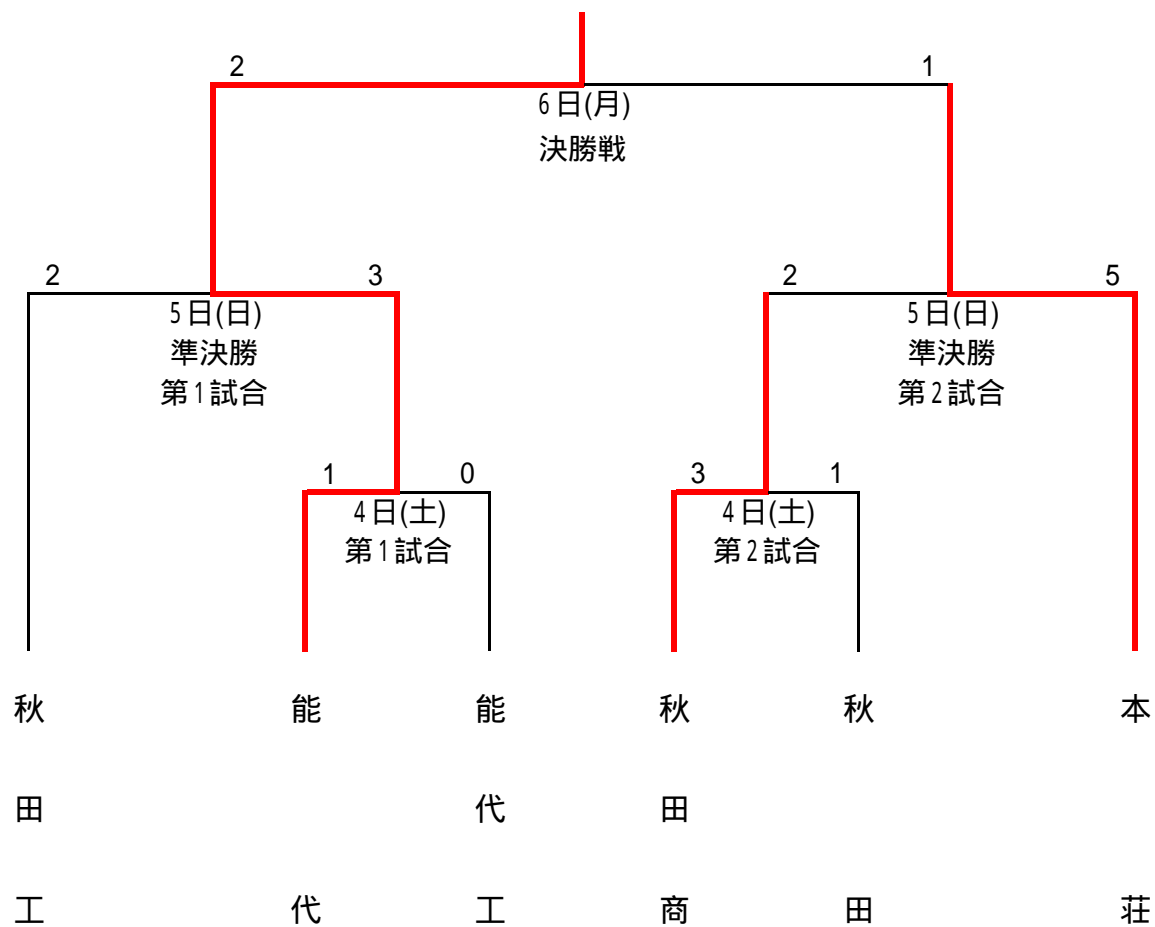 2 1
6日(月)
決勝戦
2 3 2 5
5日(日) 5日(日)
準決勝 準決勝
第1試合 第2試合
1 0 3 1
4日(土) 4日(土)
第1試合 第2試合
秋田工
能代
能代工
秋田商
秋田
本荘